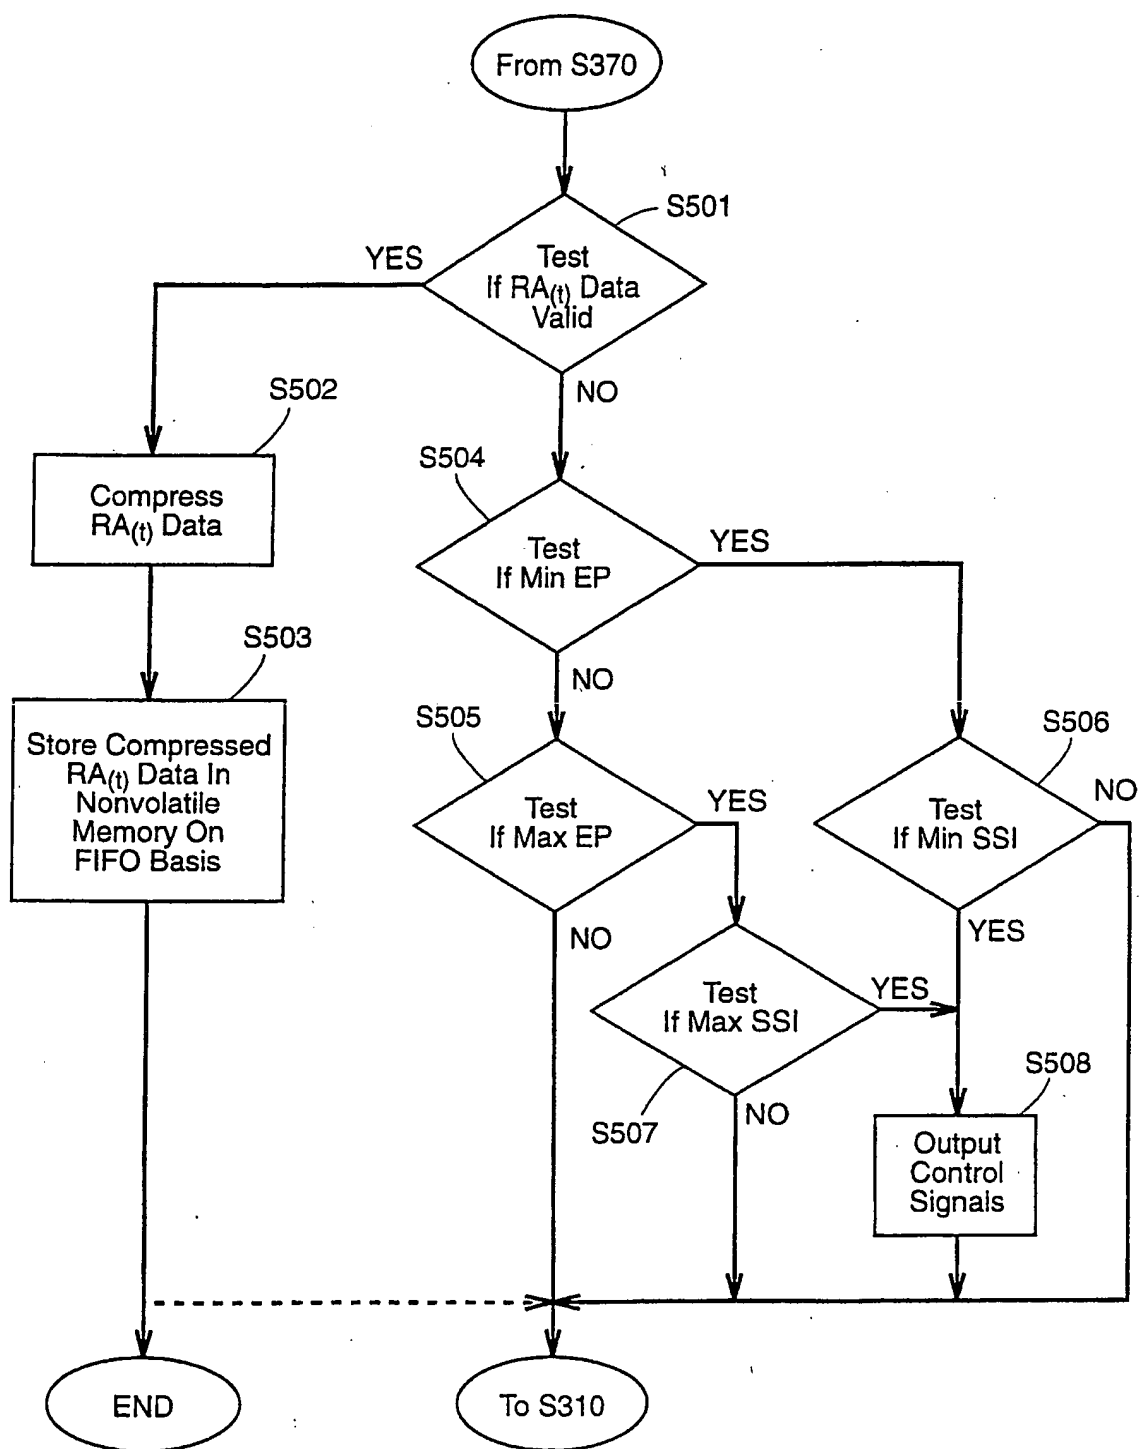 From S370
S501
YES
Test
If RA(t) Data
Valid
NO
S502
Compress
RA(t) Data
S504
Test
If Min EP
YES
NO
S503
Store Compressed
RA(t) Data In
Nonvolatile
Memory On
FIFO Basis
S505
Test
If Max EP
YES
NO
S506
Test
If Min SSI
NO
YES
Test
If Max SSI
YES
S507
NO
S508
Output
Control
Signals
END
To S310